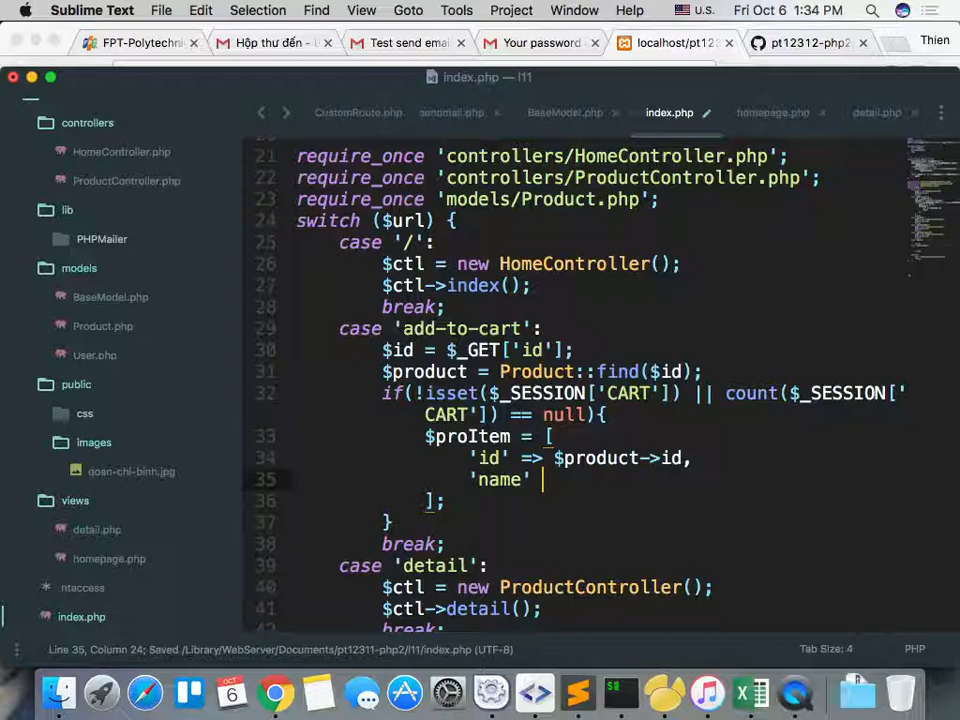 Sublime Text File Edit Selection Find View Goto Tools Project Window Help U.S. Fri Oct 6 1:34 PM
FPT-Polytechni × Hộp thư đến - × Test send emai × Your password × localhost/pt123 × pt12312-php2: × Thien
index.php — l11
CustomRoute.php sendmail.php × BaseModel.php × index.php homepage.php × detail.php
controllers
HomeController.php
ProductController.php
lib
PHPMailer
models
BaseModel.php
Product.php
User.php
public
css
images
doan-chi-binh.jpg
views
detail.php
homepage.php
index.php
21 require_once 'controllers/HomeController.php';
22 require_once 'controllers/ProductController.php';
23 require_once 'models/Product.php';
24 switch ($url) {
25 case '/':
26 $ctl = new HomeController();
27 $ctl->index();
28 break;
29 case 'add-to-cart':
30 $id = $_GET['id'];
31 $product = Product::find($id);
32 if(!isset($_SESSION['CART']) || count($_SESSION['
CART']) == null){
33 $proItem = [
34 'id' => $product->id,
35 'name'
36 ];
37 }
38 break;
39 case 'detail':
40 $ctl = new ProductController();
41 $ctl->detail();
42 break;
Line 35, Column 24; Saved /Library/WebServer/Documents/pt12311-php2/l11/index.php (UTF-8) Tab Size: 4 PHP
OCT
6